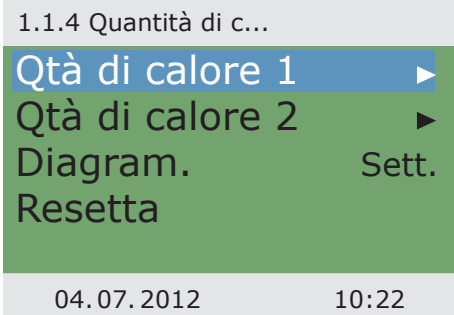 1.1.4 Quantità di c...
Qtà di calore 1 ▶
Qtà di calore 2 ▶
Diagram. Sett.
Resetta
04.07.2012 10:22